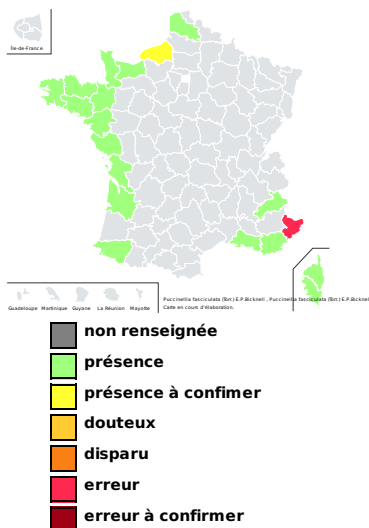 Île-de-France
Guadeloupe Martinique Guyane La Réunion Mayotte
Puccinellia fasciculata (Torr.) E.P.Bicknell , Puccinellia fasciculata (Torr.) E.P.Bicknell
Carte en cours d'élaboration.
non renseignée
présence
présence à confimer
douteux
disparu
erreur
erreur à confirmer